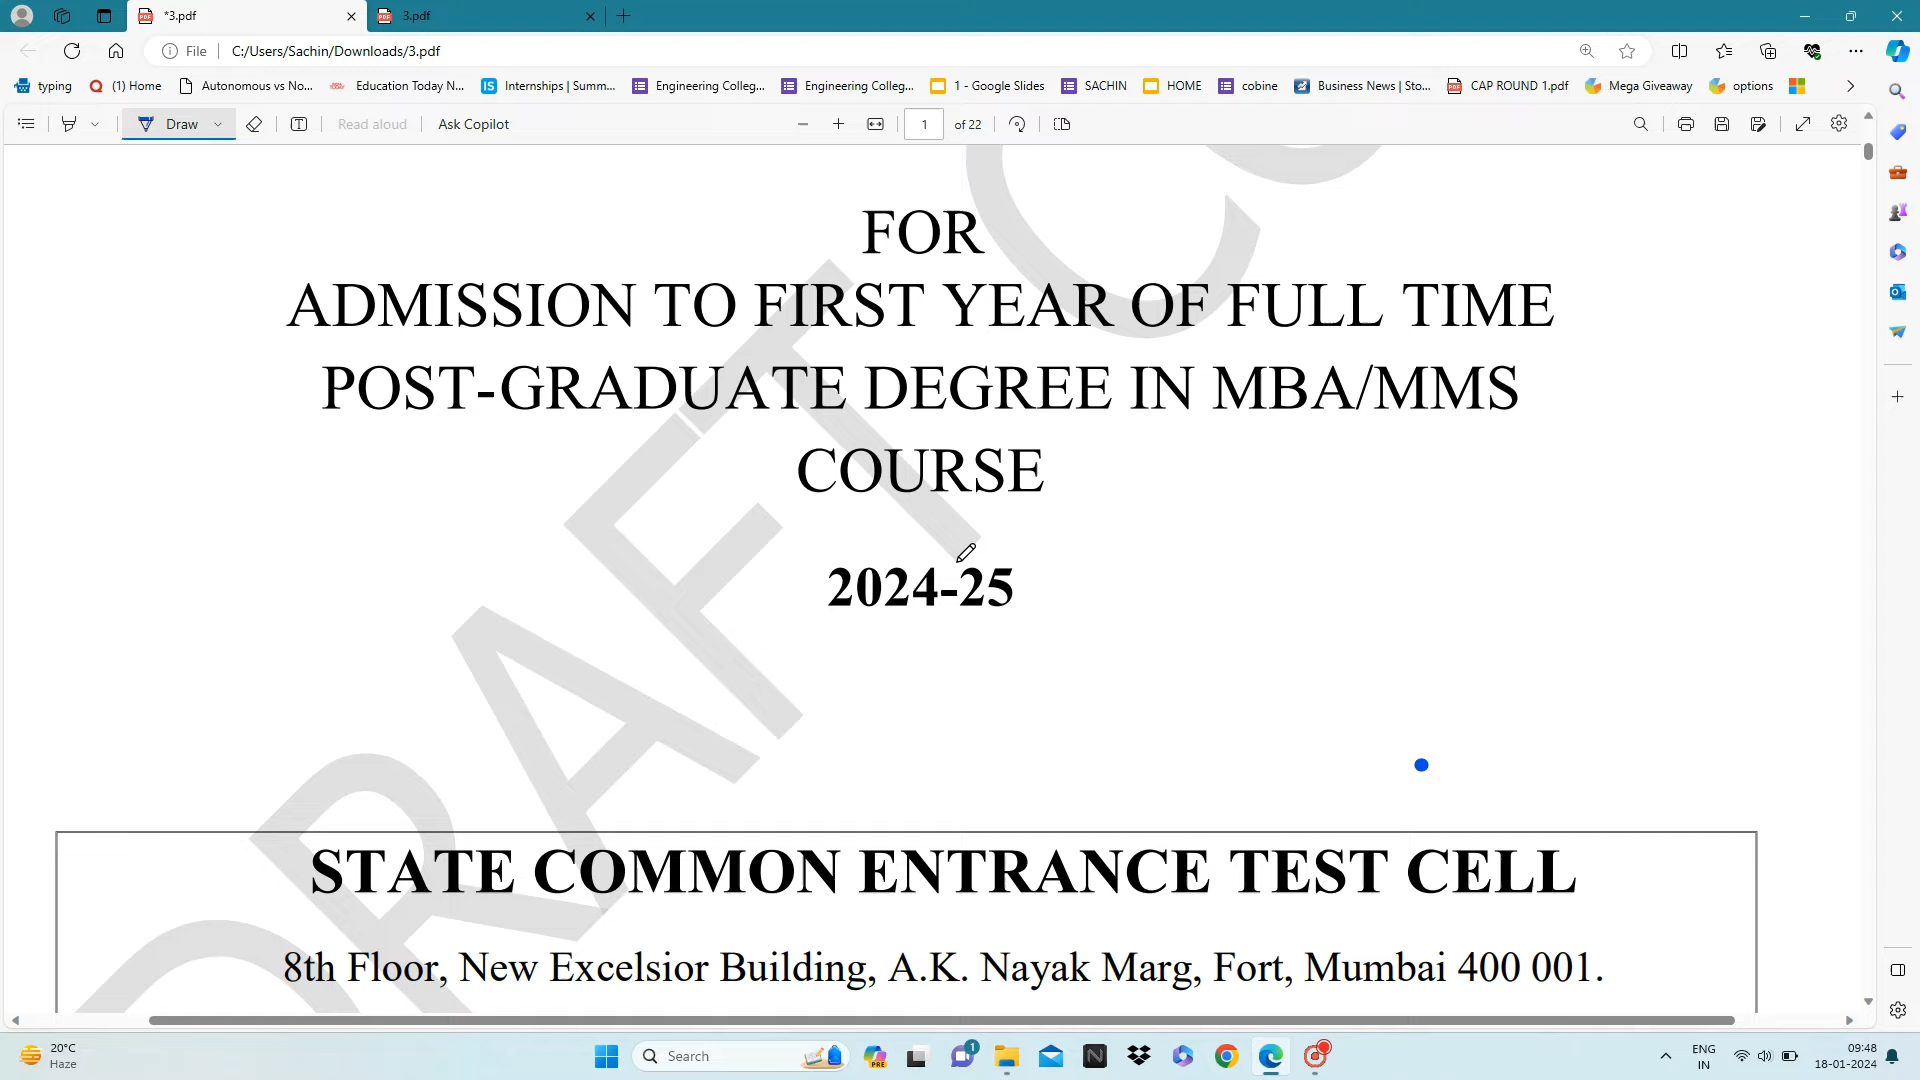 *3.pdf
3.pdf
File
C:/Users/Sachin/Downloads/3.pdf
typing
(1) Home
Autonomous vs No...
Education Today N...
Internships | Summ...
Engineering Colleg...
Engineering Colleg...
1 - Google Slides
SACHIN
HOME
cobine
Business News | Sto...
CAP ROUND 1.pdf
Mega Giveaway
options
Draw
Read aloud
Ask Copilot
1
of 22
FOR
ADMISSION TO FIRST YEAR OF FULL TIME
POST-GRADUATE DEGREE IN MBA/MMS
COURSE
2024-25
DRAFT
STATE COMMON ENTRANCE TEST CELL
8th Floor, New Excelsior Building, A.K. Nayak Marg, Fort, Mumbai 400 001.
20°C
Haze
Search
PRE
1
ENG
IN
09:48
18-01-2024